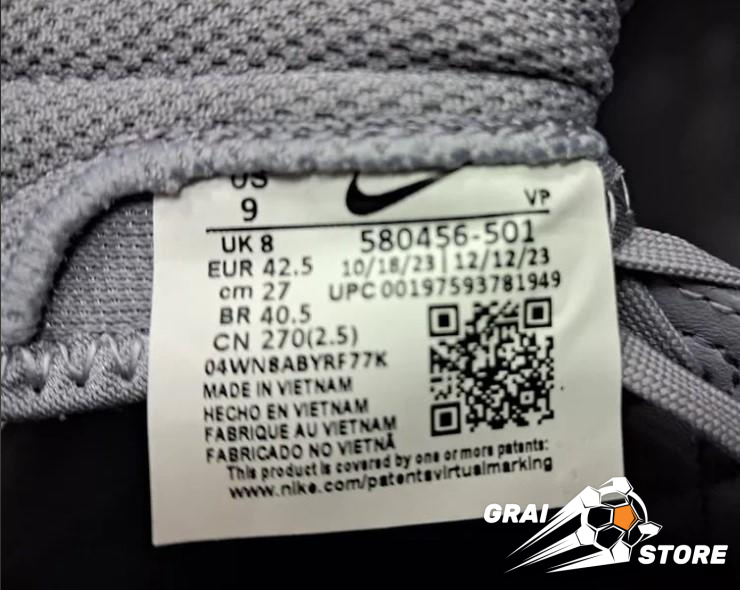 US
9
VP
UK 8 580456-501
EUR 42.5 10/18/23 | 12/12/23
cm 27 UPC 00197593781949
BR 40.5
CN 270(2.5)
04WN8ABYRF77K
MADE IN VIETNAM
HECHO EN VIETNAM
FABRIQUE AU VIETNAM
FABRICADO NO VIETNÃ
This product is covered by one or more patents:
www.nike.com/patentsvirtualmarking
GRAI
STORE